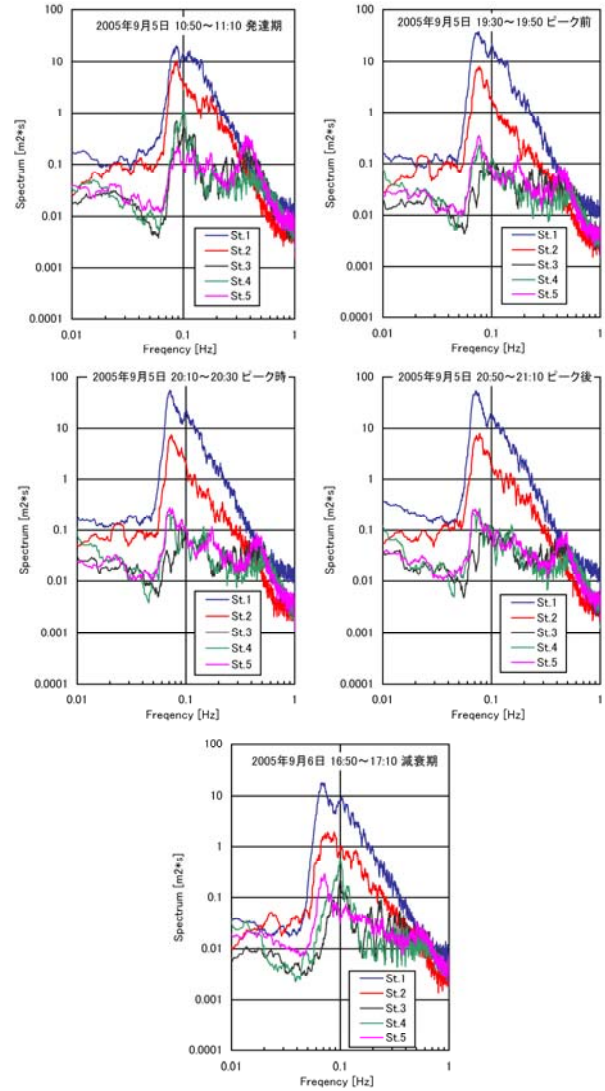 2005年9月5日 10:50～11:10 発達期
100
10
1
0.1
0.01
0.001
0.0001
Spectrum [m2*s]
St.1
St.2
St.3
St.4
St.5
0.01
0.1
1
Freqency [Hz]
2005年9月5日 19:30～19:50 ピーク前
100
10
1
0.1
0.01
0.001
0.0001
Spectrum [m2*s]
St.1
St.2
St.3
St.4
St.5
0.01
0.1
1
Freqency [Hz]
2005年9月5日 20:10～20:30 ピーク時
100
10
1
0.1
0.01
0.001
0.0001
Spectrum [m2*s]
St.1
St.2
St.3
St.4
St.5
0.01
0.1
1
Freqency [Hz]
2005年9月5日 20:50～21:10 ピーク後
100
10
1
0.1
0.01
0.001
0.0001
Spectrum [m2*s]
St.1
St.2
St.3
St.4
St.5
0.01
0.1
1
Freqency [Hz]
2005年9月6日 16:50～17:10 減衰期
100
10
1
0.1
0.01
0.001
0.0001
Spectrum [m2*s]
St.1
St.2
St.3
St.4
St.5
0.01
0.1
1
Freqency [Hz]